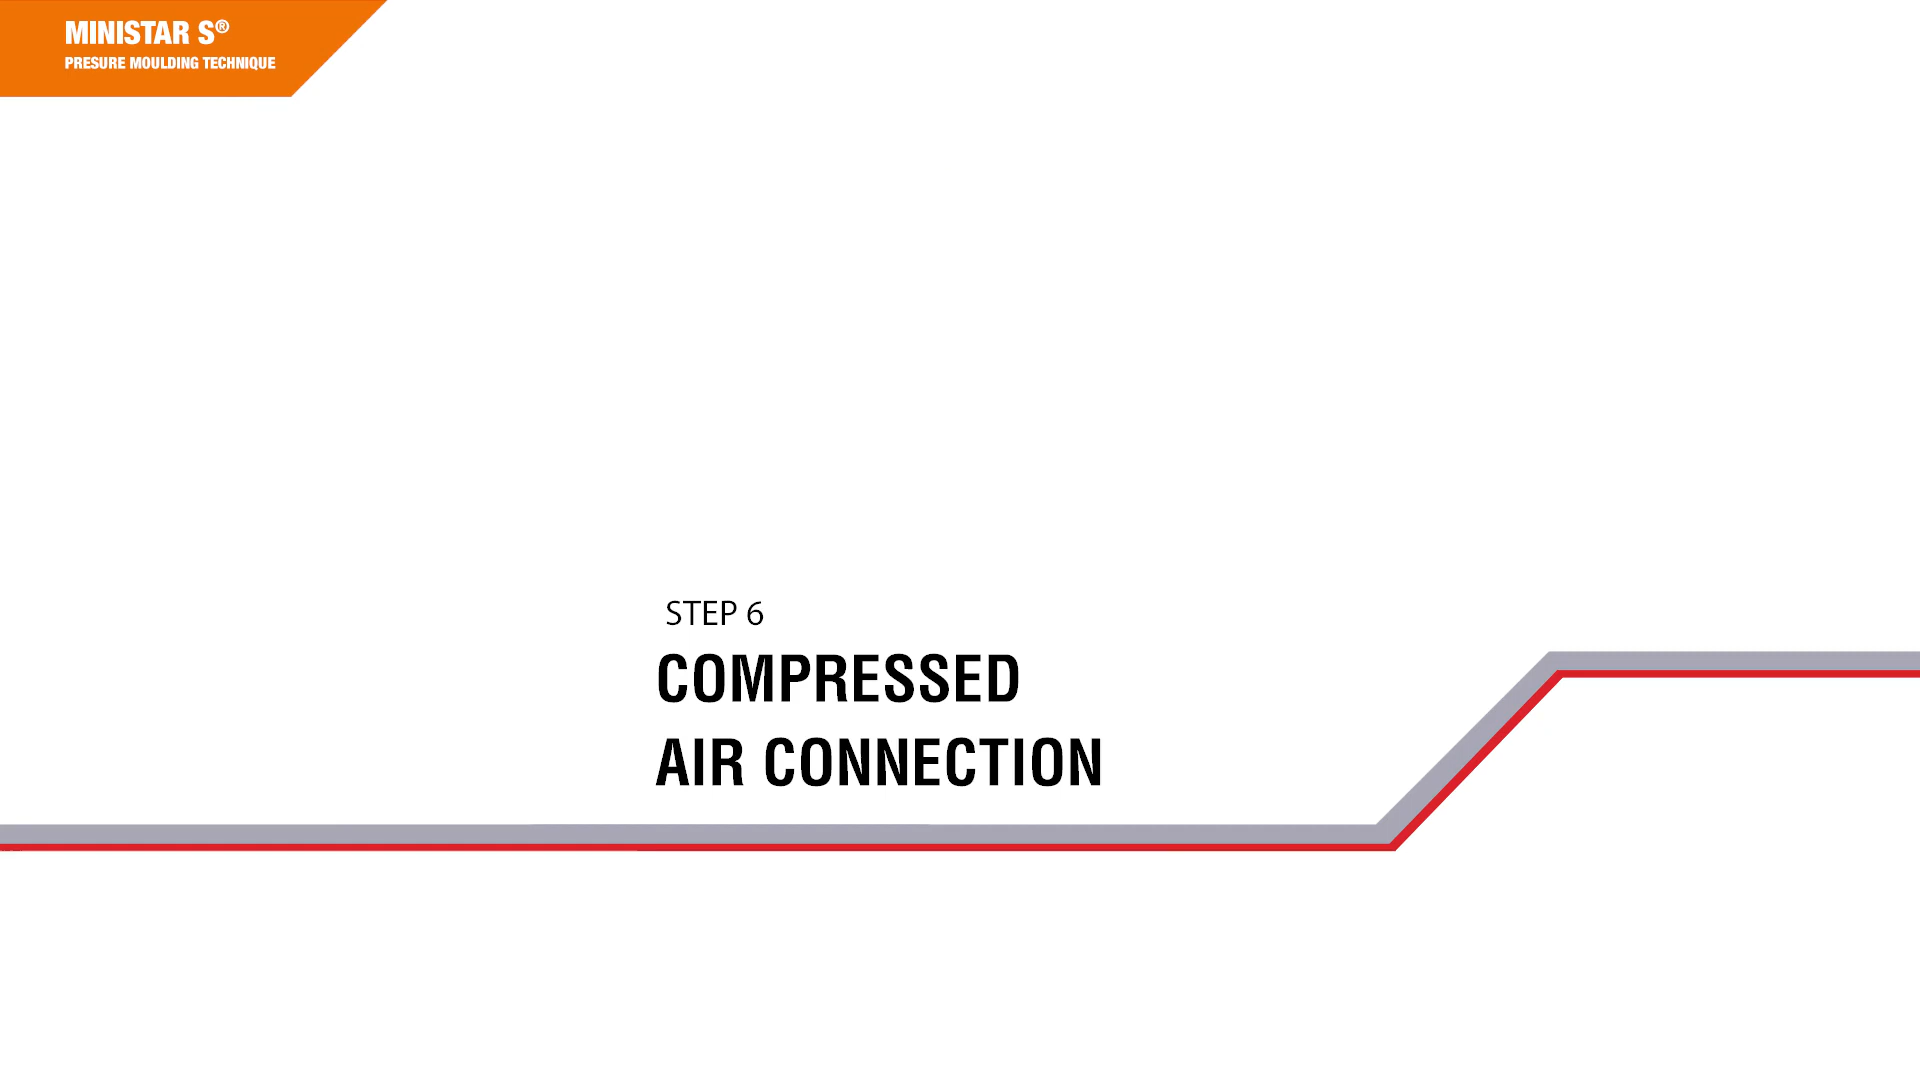 MINISTAR S®
PRESURE MOULDING TECHNIQUE
STEP 6
COMPRESSED
AIR CONNECTION